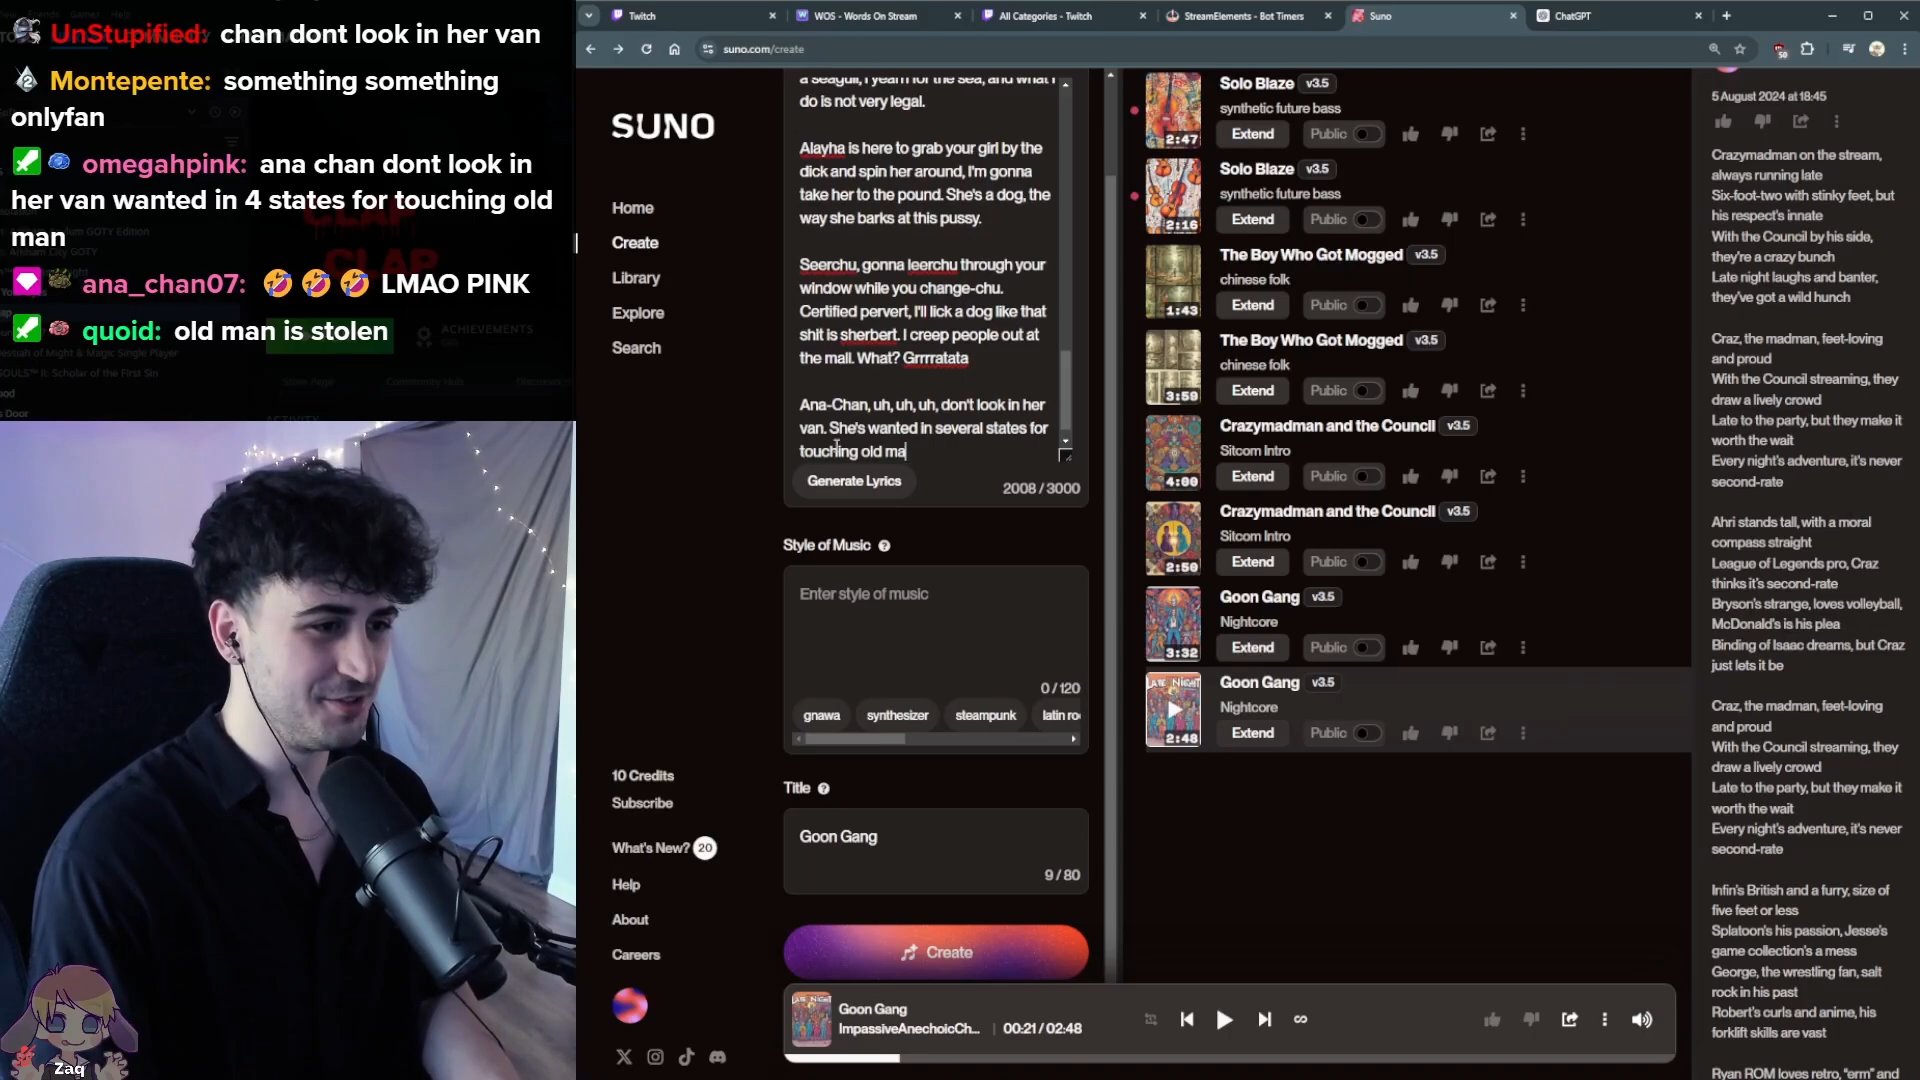 UnStupified: chan dont look in her van
Montepente: something something
onlyfan
omegahpink: ana chan dont look in
her van wanted in 4 states for touching old
man
ana_chan07: LMAO PINK
quoid: old man is stolen
ACHIEVEMENTS
Zaq
Twitch
WOS - Words On Stream
All Categories - Twitch
StreamElements - Bot Timers
Suno
ChatGPT
suno.com/create
SUNO
Home
Create
Library
Explore
Search
10 Credits
Subscribe
What's New? 20
Help
About
Careers
a seagull, I yearn for the sea, and what I
do is not very legal.
Alayha is here to grab your girl by the
dick and spin her around, I'm gonna
take her to the pound. She's a dog, the
way she barks at this pussy.
Seerchu, gonna leerchu through your
window while you change-chu.
Certified pervert, I'll lick a dog like that
shit is sherbert. I creep people out at
the mall. What? Grrrratata
Ana-Chan, uh, uh, uh, don't look in her
van. She's wanted in several states for
touching old ma
Generate Lyrics
2008 / 3000
Style of Music
Enter style of music
0 / 120
gnawa
synthesizer
steampunk
latin ro
Title
Goon Gang
9 / 80
Create
Solo Blaze v3.5
synthetic future bass
2:47
Extend
Public
Solo Blaze v3.5
synthetic future bass
2:16
Extend
Public
The Boy Who Got Mogged v3.5
chinese folk
1:43
Extend
Public
The Boy Who Got Mogged v3.5
chinese folk
3:59
Extend
Public
Crazymadman and the Council v3.5
Sitcom Intro
4:00
Extend
Public
Crazymadman and the Council v3.5
Sitcom Intro
2:50
Extend
Public
Goon Gang v3.5
Nightcore
3:32
Extend
Public
Goon Gang v3.5
Nightcore
LATE NIGHT
2:48
Extend
Public
Goon Gang
ImpassiveAnechoicCh...
00:21 / 02:48
5 August 2024 at 18:45
Crazymadman on the stream,
always running late
Six-foot-two with stinky feet, but
his respect's innate
With the Council by his side,
they're a crazy bunch
Late night laughs and banter,
they've got a wild hunch
Craz, the madman, feet-loving
and proud
With the Council streaming, they
draw a lively crowd
Late to the party, but they make it
worth the wait
Every night's adventure, it's never
second-rate
Ahri stands tall, with a moral
compass straight
League of Legends pro, Craz
thinks it's second-rate
Bryson's strange, loves volleyball,
McDonald's is his plea
Binding of Isaac dreams, but Craz
just lets it be
Craz, the madman, feet-loving
and proud
With the Council streaming, they
draw a lively crowd
Late to the party, but they make it
worth the wait
Every night's adventure, it's never
second-rate
Infin's British and a furry, size of
five feet or less
Splatoon's his passion, Jesse's
game collection's a mess
George, the wrestling fan, salt
rock in his past
Robert's curls and anime, his
forklift skills are vast
Ryan ROM loves retro, "erm" and